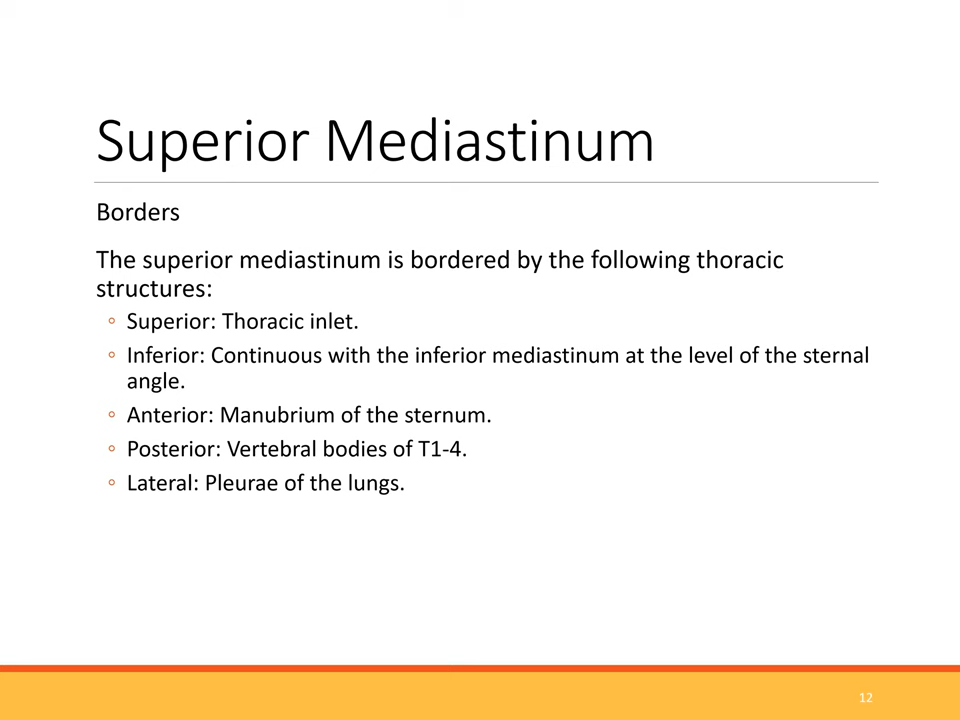 Superior Mediastinum
Borders
The superior mediastinum is bordered by the following thoracic
structures:
◦ Superior: Thoracic inlet.
◦ Inferior: Continuous with the inferior mediastinum at the level of the sternal
angle.
◦ Anterior: Manubrium of the sternum.
◦ Posterior: Vertebral bodies of T1-4.
◦ Lateral: Pleurae of the lungs.
12